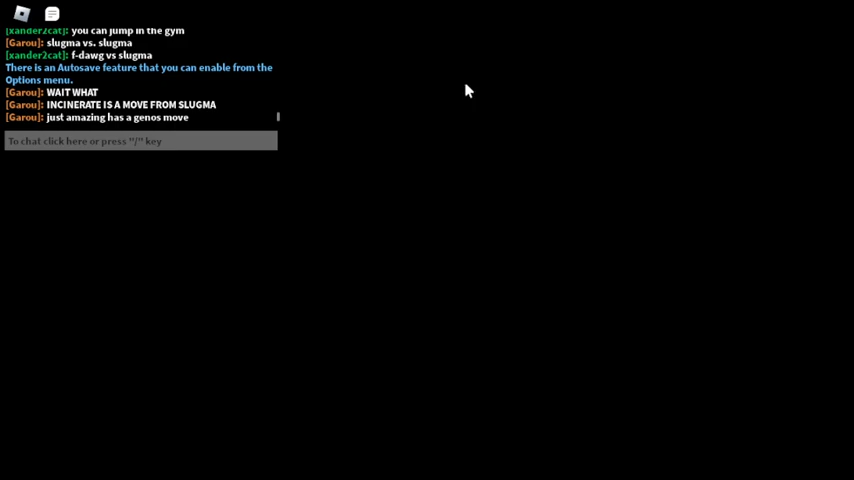 [xander2cat]: you can jump in the gym
[Garou]: slugma vs. slugma
[xander2cat]: f-dawg vs slugma
There is an Autosave feature that you can enable from the
Options menu.
[Garou]: WAIT WHAT
[Garou]: INCINERATE IS A MOVE FROM SLUGMA
[Garou]: just amazing has a genos move
To chat click here or press "/" key